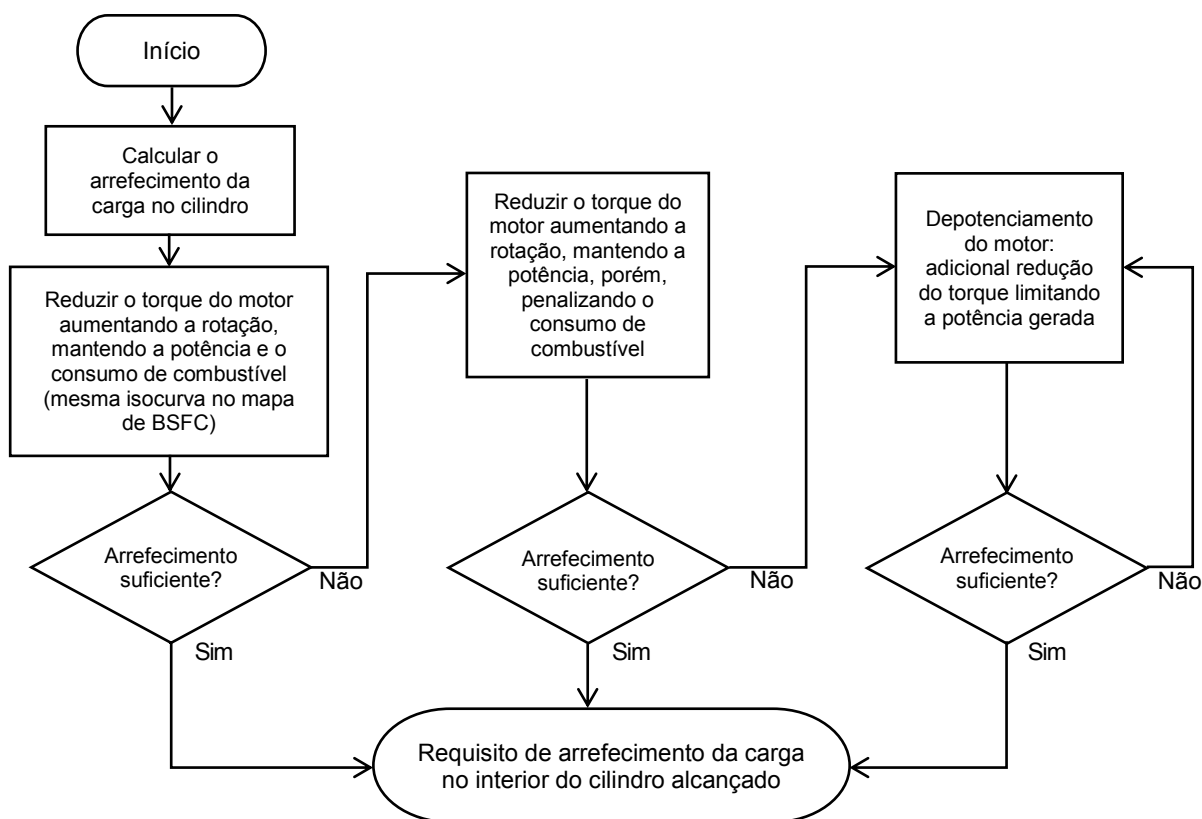 Início
Calcular o
arrefecimento da
carga no cilindro
Reduzir o torque do motor
aumentando a rotação,
mantendo a potência e o
consumo de combustível
(mesma isocurva no mapa
de BSFC)
Arrefecimento
suficiente?
Não
Sim
Reduzir o torque do
motor aumentando a
rotação, mantendo a
potência, porém,
penalizando o
consumo de
combustível
Arrefecimento
suficiente?
Não
Sim
Depotenciamento
do motor:
adicional redução
do torque limitando
a potência gerada
Arrefecimento
suficiente?
Não
Sim
Requisito de arrefecimento da carga
no interior do cilindro alcançado